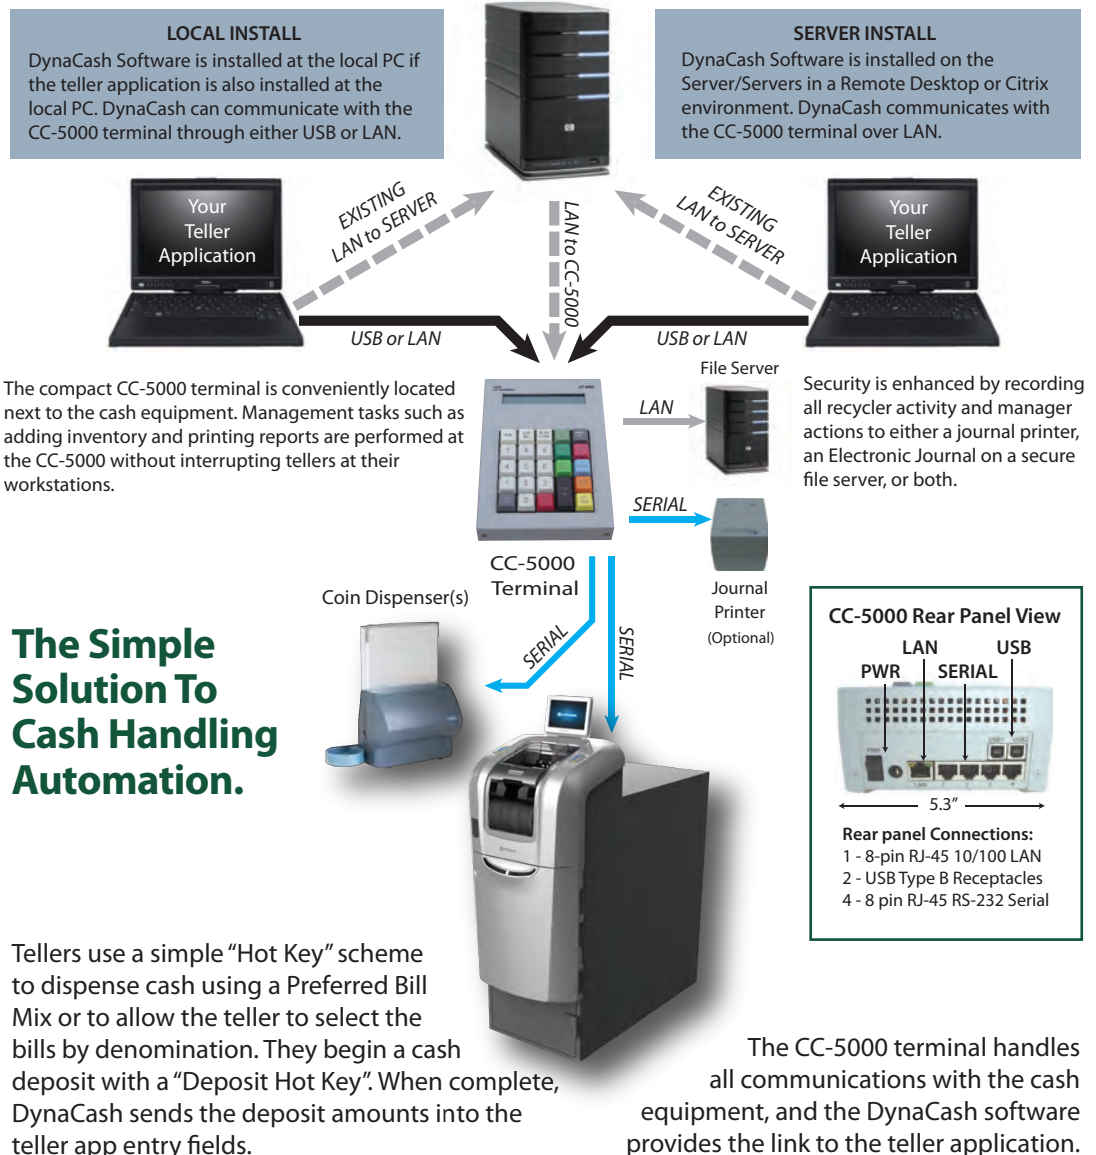 LOCAL INSTALL
DynaCash Software is installed at the local PC if
the teller application is also installed at the
local PC. DynaCash can communicate with the
CC-5000 terminal through either USB or LAN.
SERVER INSTALL
DynaCash Software is installed on the
Server/Servers in a Remote Desktop or Citrix
environment. DynaCash communicates with
the CC-5000 terminal over LAN.
Your
Teller
Application
EXISTING
LAN to SERVER
LAN to CC-5000
EXISTING
LAN to SERVER
Your
Teller
Application
USB or LAN
USB or LAN
The compact CC-5000 terminal is conveniently located
next to the cash equipment. Management tasks such as
adding inventory and printing reports are performed at
the CC-5000 without interrupting tellers at their
workstations.
File Server
LAN
Security is enhanced by recording
all recycler activity and manager
actions to either a journal printer,
an Electronic Journal on a secure
file server, or both.
SERIAL
CC-5000
Terminal
Journal
Printer
(Optional)
Coin Dispenser(s)
SERIAL
SERIAL
The Simple
Solution To
Cash Handling
Automation.
CC-5000 Rear Panel View
LAN USB
PWR SERIAL
5.3”
Rear panel Connections:
1 - 8-pin RJ-45 10/100 LAN
2 - USB Type B Receptacles
4 - 8 pin RJ-45 RS-232 Serial
Tellers use a simple “Hot Key” scheme
to dispense cash using a Preferred Bill
Mix or to allow the teller to select the
bills by denomination. They begin a cash
deposit with a “Deposit Hot Key”. When complete,
DynaCash sends the deposit amounts into the
teller app entry fields.
The CC-5000 terminal handles
all communications with the cash
equipment, and the DynaCash software
provides the link to the teller application.